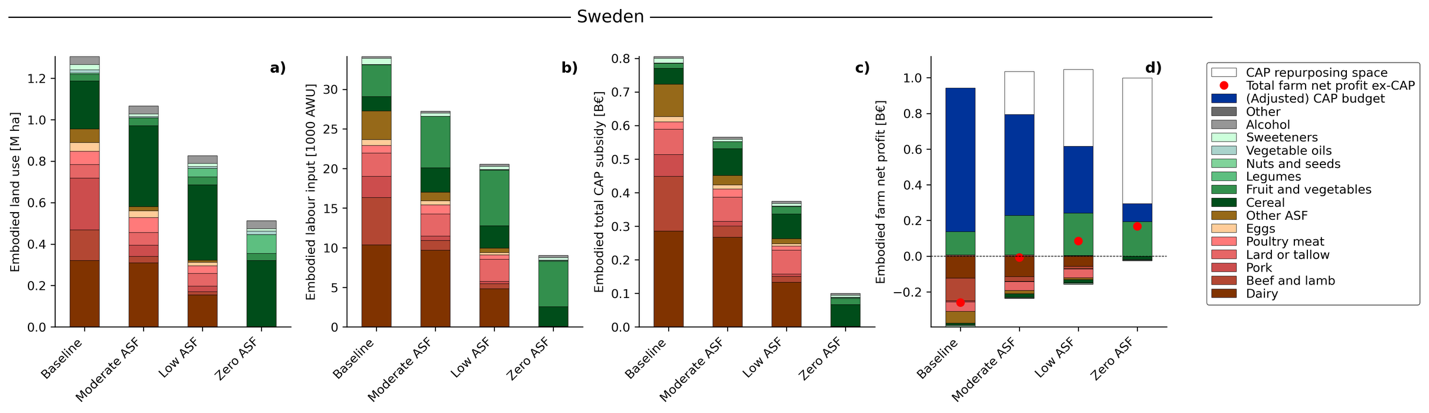 Sweden
a)
Embodied land use [M ha]
1.2
1.0
0.8
0.6
0.4
0.2
0.0
Baseline
Moderate ASF
Low ASF
Zero ASF
b)
Embodied labour input [1000 AWU]
30
25
20
15
10
5
0
Baseline
Moderate ASF
Low ASF
Zero ASF
c)
Embodied total CAP subsidy [B€]
0.8
0.7
0.6
0.5
0.4
0.3
0.2
0.1
0.0
Baseline
Moderate ASF
Low ASF
Zero ASF
d)
Embodied farm net profit [B€]
1.0
0.8
0.6
0.4
0.2
0.0
−0.2
Baseline
Moderate ASF
Low ASF
Zero ASF
CAP repurposing space
Total farm net profit ex-CAP
(Adjusted) CAP budget
Other
Alcohol
Sweeteners
Vegetable oils
Nuts and seeds
Legumes
Fruit and vegetables
Cereal
Other ASF
Eggs
Poultry meat
Lard or tallow
Pork
Beef and lamb
Dairy